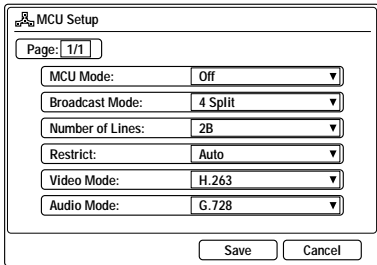 MCU Setup
Page: 1/1
MCU Mode: Off
Broadcast Mode: 4 Split
Number of Lines: 2B
Restrict: Auto
Video Mode: H.263
Audio Mode: G.728
Save Cancel